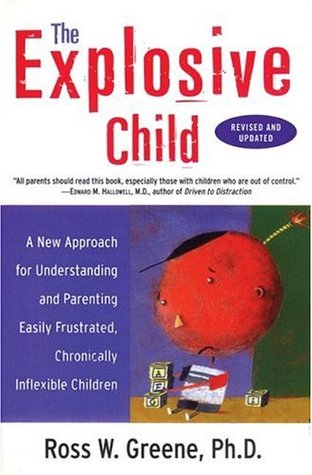 The
Explosive
Child
REVISED AND
UPDATED
"All parents should read this book, especially those with children who are out of control."
—EDWARD M. HALLOWELL, M.D., author of Driven to Distraction
A New Approach
for Understanding
and Parenting
Easily Frustrated,
Chronically
Inflexible Children
Ross W. Greene, Ph.D.